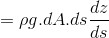 = ρg.dA.ds dz/ds